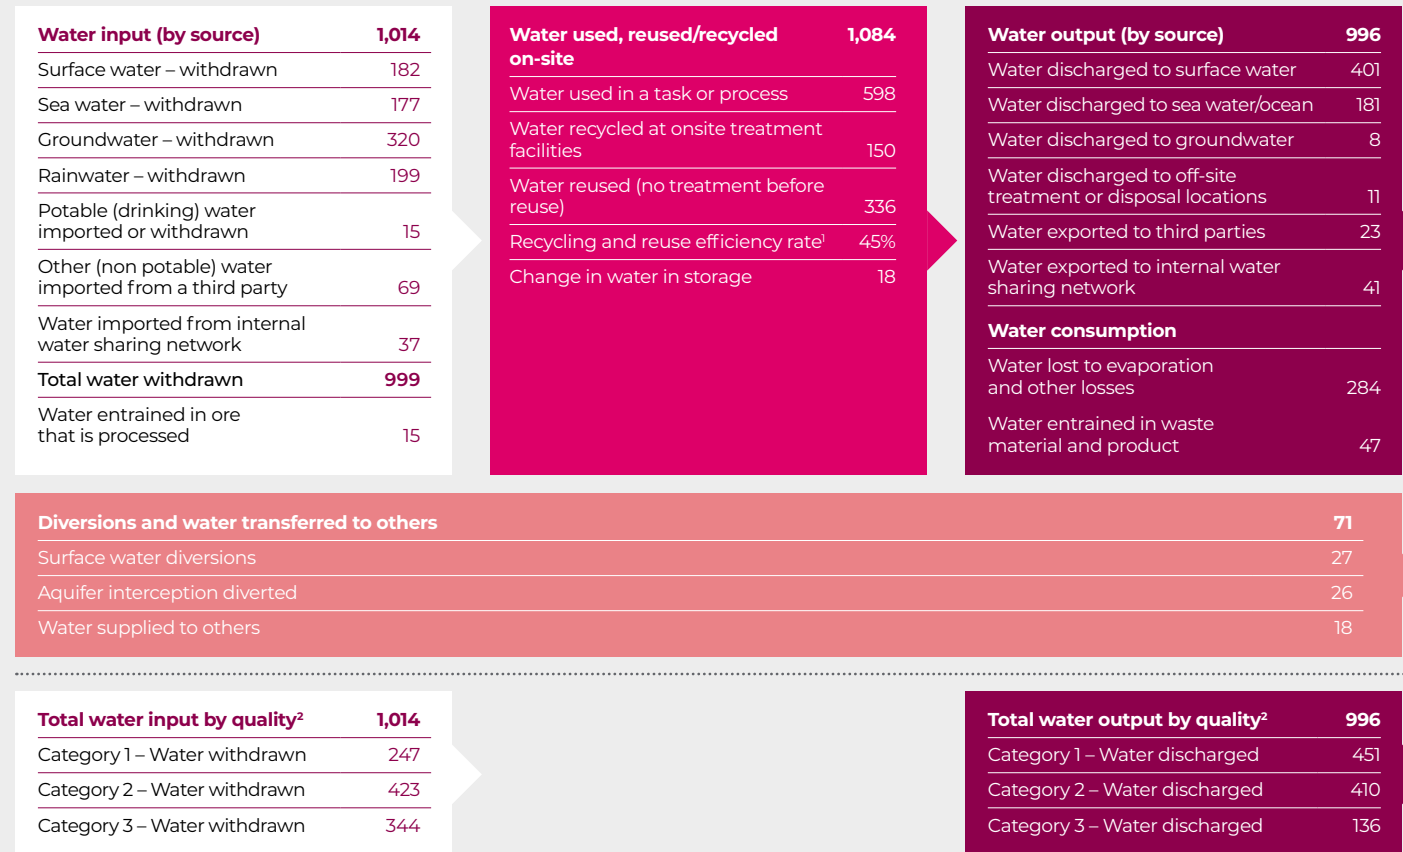 Water input (by source) 1,014
Surface water – withdrawn 182
Sea water – withdrawn 177
Groundwater – withdrawn 320
Rainwater – withdrawn 199
Potable (drinking) water
imported or withdrawn 15
Other (non potable) water
imported from a third party 69
Water imported from internal
water sharing network 37
Total water withdrawn 999
Water entrained in ore
that is processed 15
Water used, reused/recycled 1,084
on-site
Water used in a task or process 598
Water recycled at onsite treatment
facilities 150
Water reused (no treatment before
reuse) 336
Recycling and reuse efficiency rate¹ 45%
Change in water in storage 18
Water output (by source) 996
Water discharged to surface water 401
Water discharged to sea water/ocean 181
Water discharged to groundwater 8
Water discharged to off-site
treatment or disposal locations 11
Water exported to third parties 23
Water exported to internal water
sharing network 41
Water consumption
Water lost to evaporation
and other losses 284
Water entrained in waste
material and product 47
Diversions and water transferred to others 71
Surface water diversions 27
Aquifer interception diverted 26
Water supplied to others 18
Total water input by quality² 1,014
Category 1 – Water withdrawn 247
Category 2 – Water withdrawn 423
Category 3 – Water withdrawn 344
Total water output by quality² 996
Category 1 – Water discharged 451
Category 2 – Water discharged 410
Category 3 – Water discharged 136